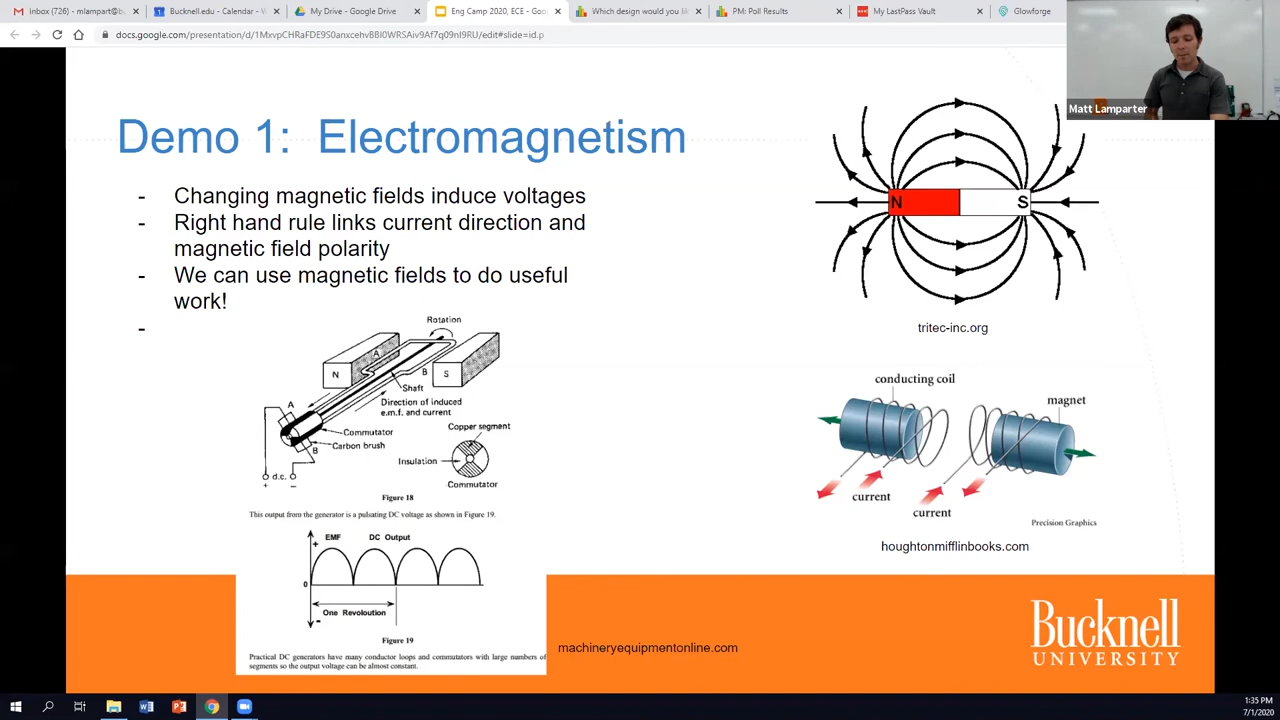 Inbox (726) - mlampart@bu
Bucknell.edu - Calendar - W
My Drive - Google Drive
Eng Camp 2020, ECE - Goo
Which design would you li
PM: Poll Results
My LastPass Vault
Glowforge
docs.google.com/presentation/d/1MxvpCHRaFDE9S0anxcehvBBI0WRSAiv9Af7q09nI9RU/edit#slide=id.p
Matt Lamparter
Demo 1: Electromagnetism
- Changing magnetic fields induce voltages
- Right hand rule links current direction and
magnetic field polarity
- We can use magnetic fields to do useful
work!
-
N
S
tritec-inc.org
Rotation
A
N
B
S
Shaft
Direction of induced
e.m.f. and current
A
Commutator
Carbon brush
B
d.c.
+ −
Copper segment
Insulation
Commutator
Figure 18
This output from the generator is a pulsating DC voltage as shown in Figure 19.
EMF DC Output
+
0
One Revoloution
-
Figure 19
Practical DC generators have many conductor loops and commutators with large numbers of
segments so the output voltage can be almost constant.
machineryequipmentonline.com
conducting coil
magnet
current
current
Precision Graphics
houghtonmifflinbooks.com
Bucknell
UNIVERSITY
1:35 PM
7/1/2020